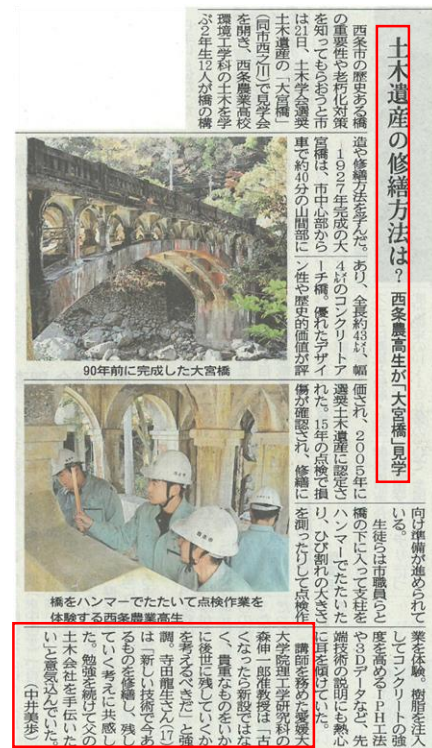 土木遺産の修繕方法は?
西条農高生が「大宮橋」見学
西条市の歴史ある橋
の重要性や老朽化対策
を知ってもらおうと市
は21日、土木学会選奨
土木遺産の「大宮橋」
(同市西之川)で見学会
を開き、西条農業高校
環境工学科の土木を学
ぶ2年生12人が橋の構
造や修繕方法を学んだ。
1927年完成の大
宮橋は、市中心部から
車で約40分の山間部に
あり、全長約43㍍、幅
4㍍のコンクリートア
ーチ橋。優れたデザイ
ン性や歴史的価値が評
価され、2005年に
選奨土木遺産に認定さ
れた。15年の点検で損
傷が確認され、修繕に
向け準備が進められて
いる。
生徒らは市職員らと
橋の下に入って支柱を
ハンマーでたたいた
り、ひび割れの大きさ
を測ったりして点検作
業を体験。樹脂を注入
してコンクリートの強
度を高めるIPH工法
や3Dデータなど、先
端技術の説明にも熱心
に耳を傾けていた。
講師を務めた愛媛大
大学院理工学研究科の
森伸一郎准教授は「古
くなったら新設ではな
く、貴重なものをいか
に後世に残していくか
を考えるべきだ」と強
調。寺田龍生さん(17)
は「新しい技術で今あ
るものを修繕し、残し
ていく考えに共感し
た。勉強を続けて父の
土木会社を手伝いた
い」と意気込んでいた。
(中井美歩)
90年前に完成した大宮橋
橋をハンマーでたたいて点検作業を
体験する西条農業高生